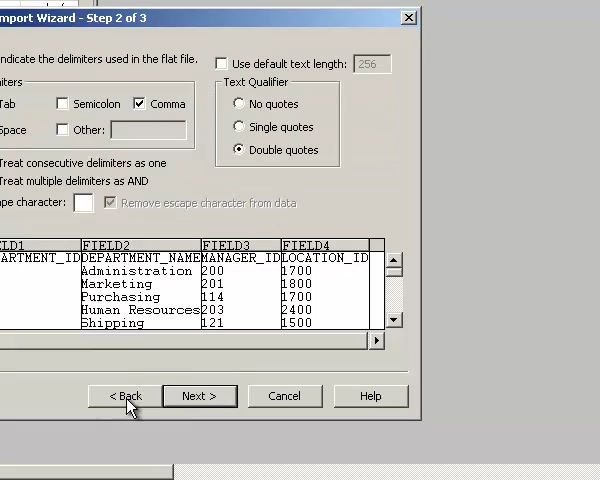 mport Wizard - Step 2 of 3
ndicate the delimiters used in the flat file.
Use default text length: 256
iters
Text Qualifier
Tab
Semicolon
Comma
No quotes
Space
Other:
Single quotes
Double quotes
Treat consecutive delimiters as one
Treat multiple delimiters as AND
pe character:
Remove escape character from data
LD1 FIELD2 FIELD3 FIELD4
ARTMENT_ID DEPARTMENT_NAME MANAGER_ID LOCATION_ID
Administration 200 1700
Marketing 201 1800
Purchasing 114 1700
Human Resources 203 2400
Shipping 121 1500
< Back
Next >
Cancel
Help